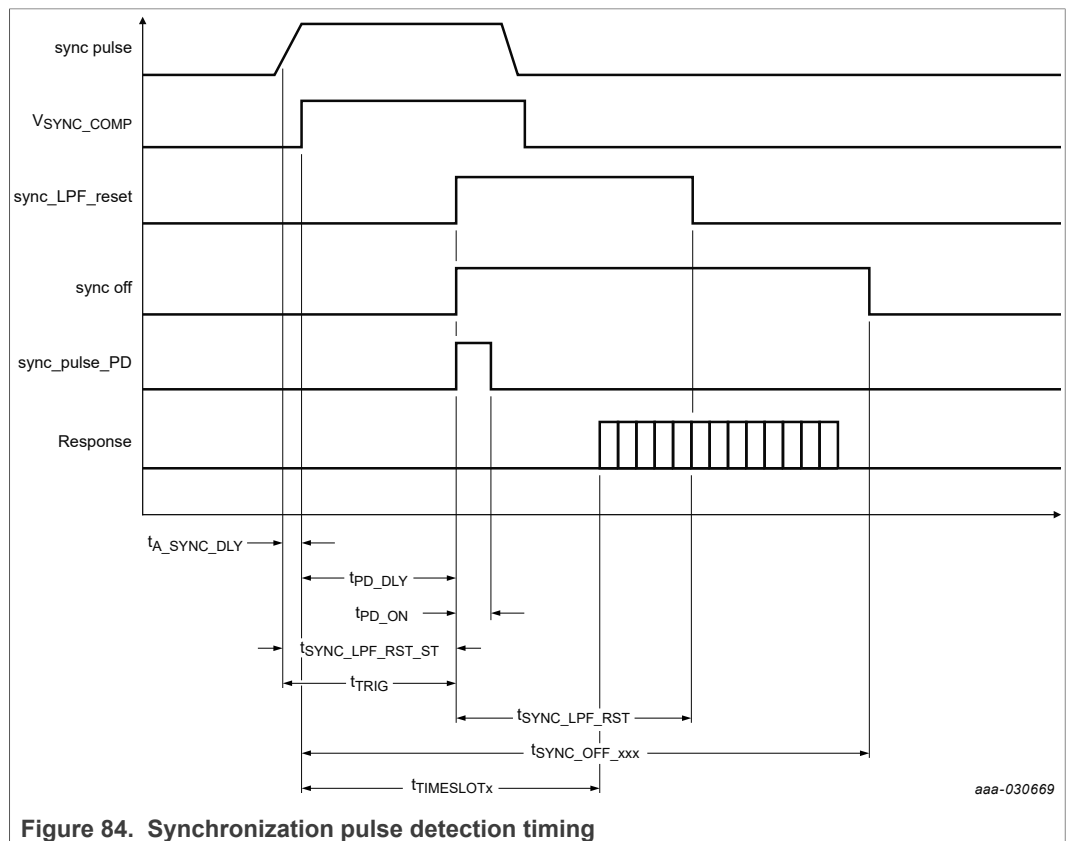 sync pulse
VSYNC_COMP
sync_LPF_reset
sync off
sync_pulse_PD
Response
tA_SYNC_DLY
tPD_DLY
tPD_ON
tSYNC_LPF_RST_ST
tTRIG
tSYNC_LPF_RST
tSYNC_OFF_xxx
tTIMESLOTx
aaa-030669
Figure 84. Synchronization pulse detection timing